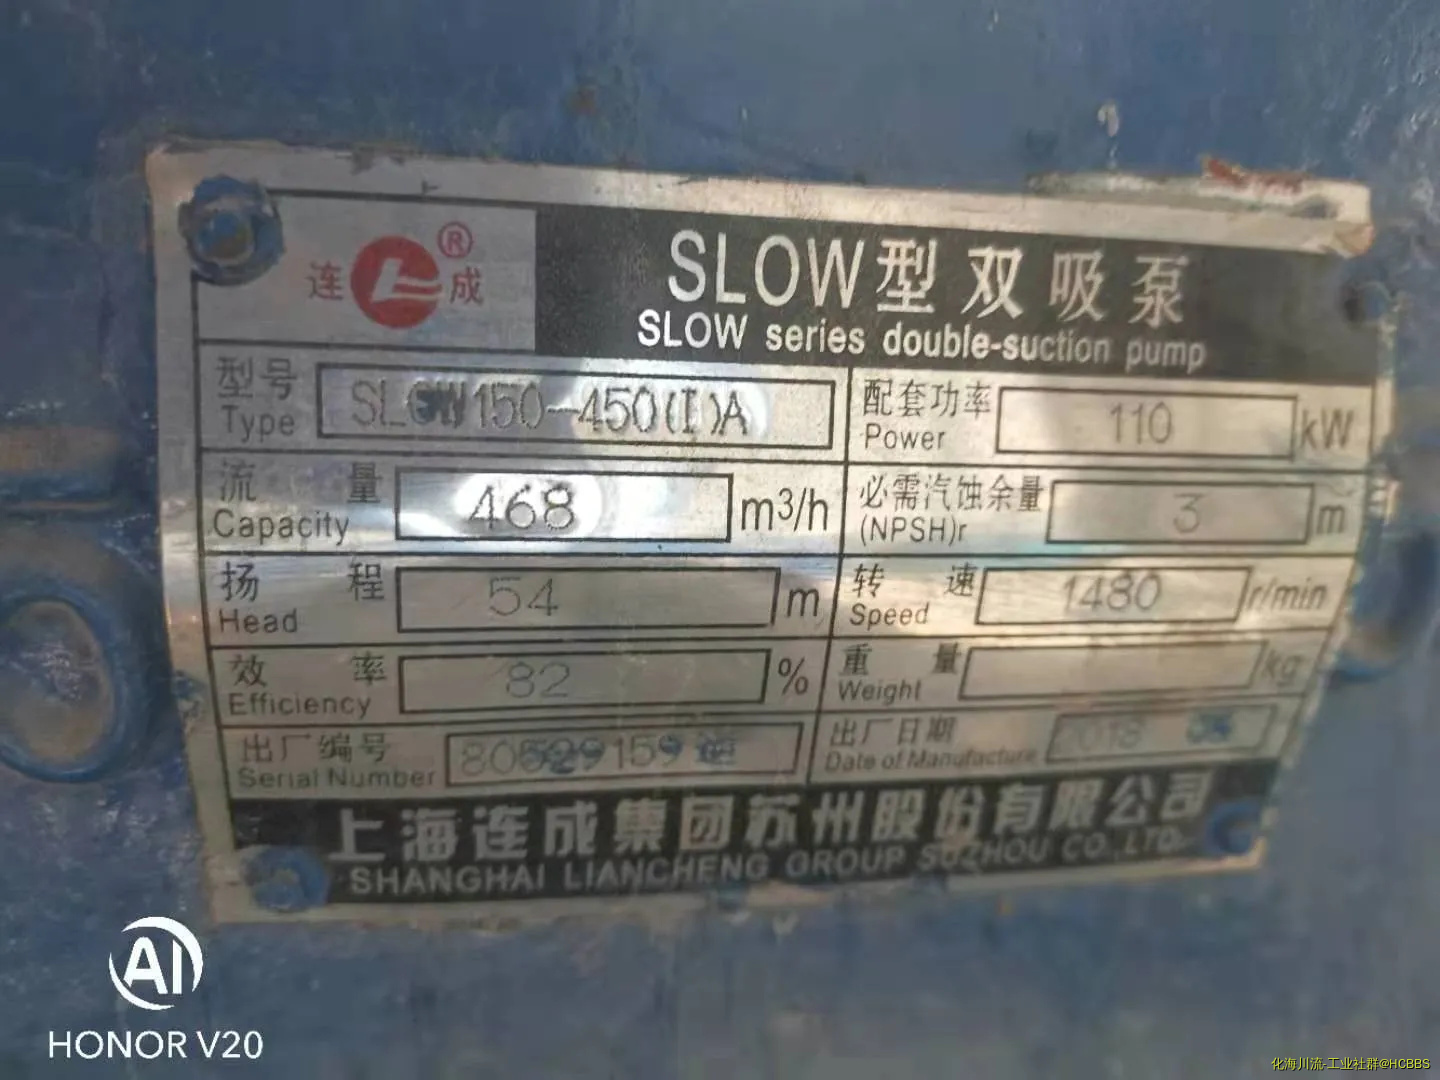 连 成 ®
SLOW型双吸泵
SLOW series double-suction pump
型号 SLOW150-450(I)A 配套功率 110 kW
Type Power
流量 468 m3/h 必需汽蚀余量 3 m
Capacity (NPSH)r
扬程 54 m 转速 1480 r/min
Head Speed
效率 82 % 重量 kg
Efficiency Weight
出厂编号 80529159 出厂日期 2018
Serial Number Date of Manufacture
上海连成集团苏州股份有限公司
SHANGHAI LIANCHENG GROUP SUZHOU CO.,LTD.
AI
HONOR V20
化海川流-工业社群@HCBBS